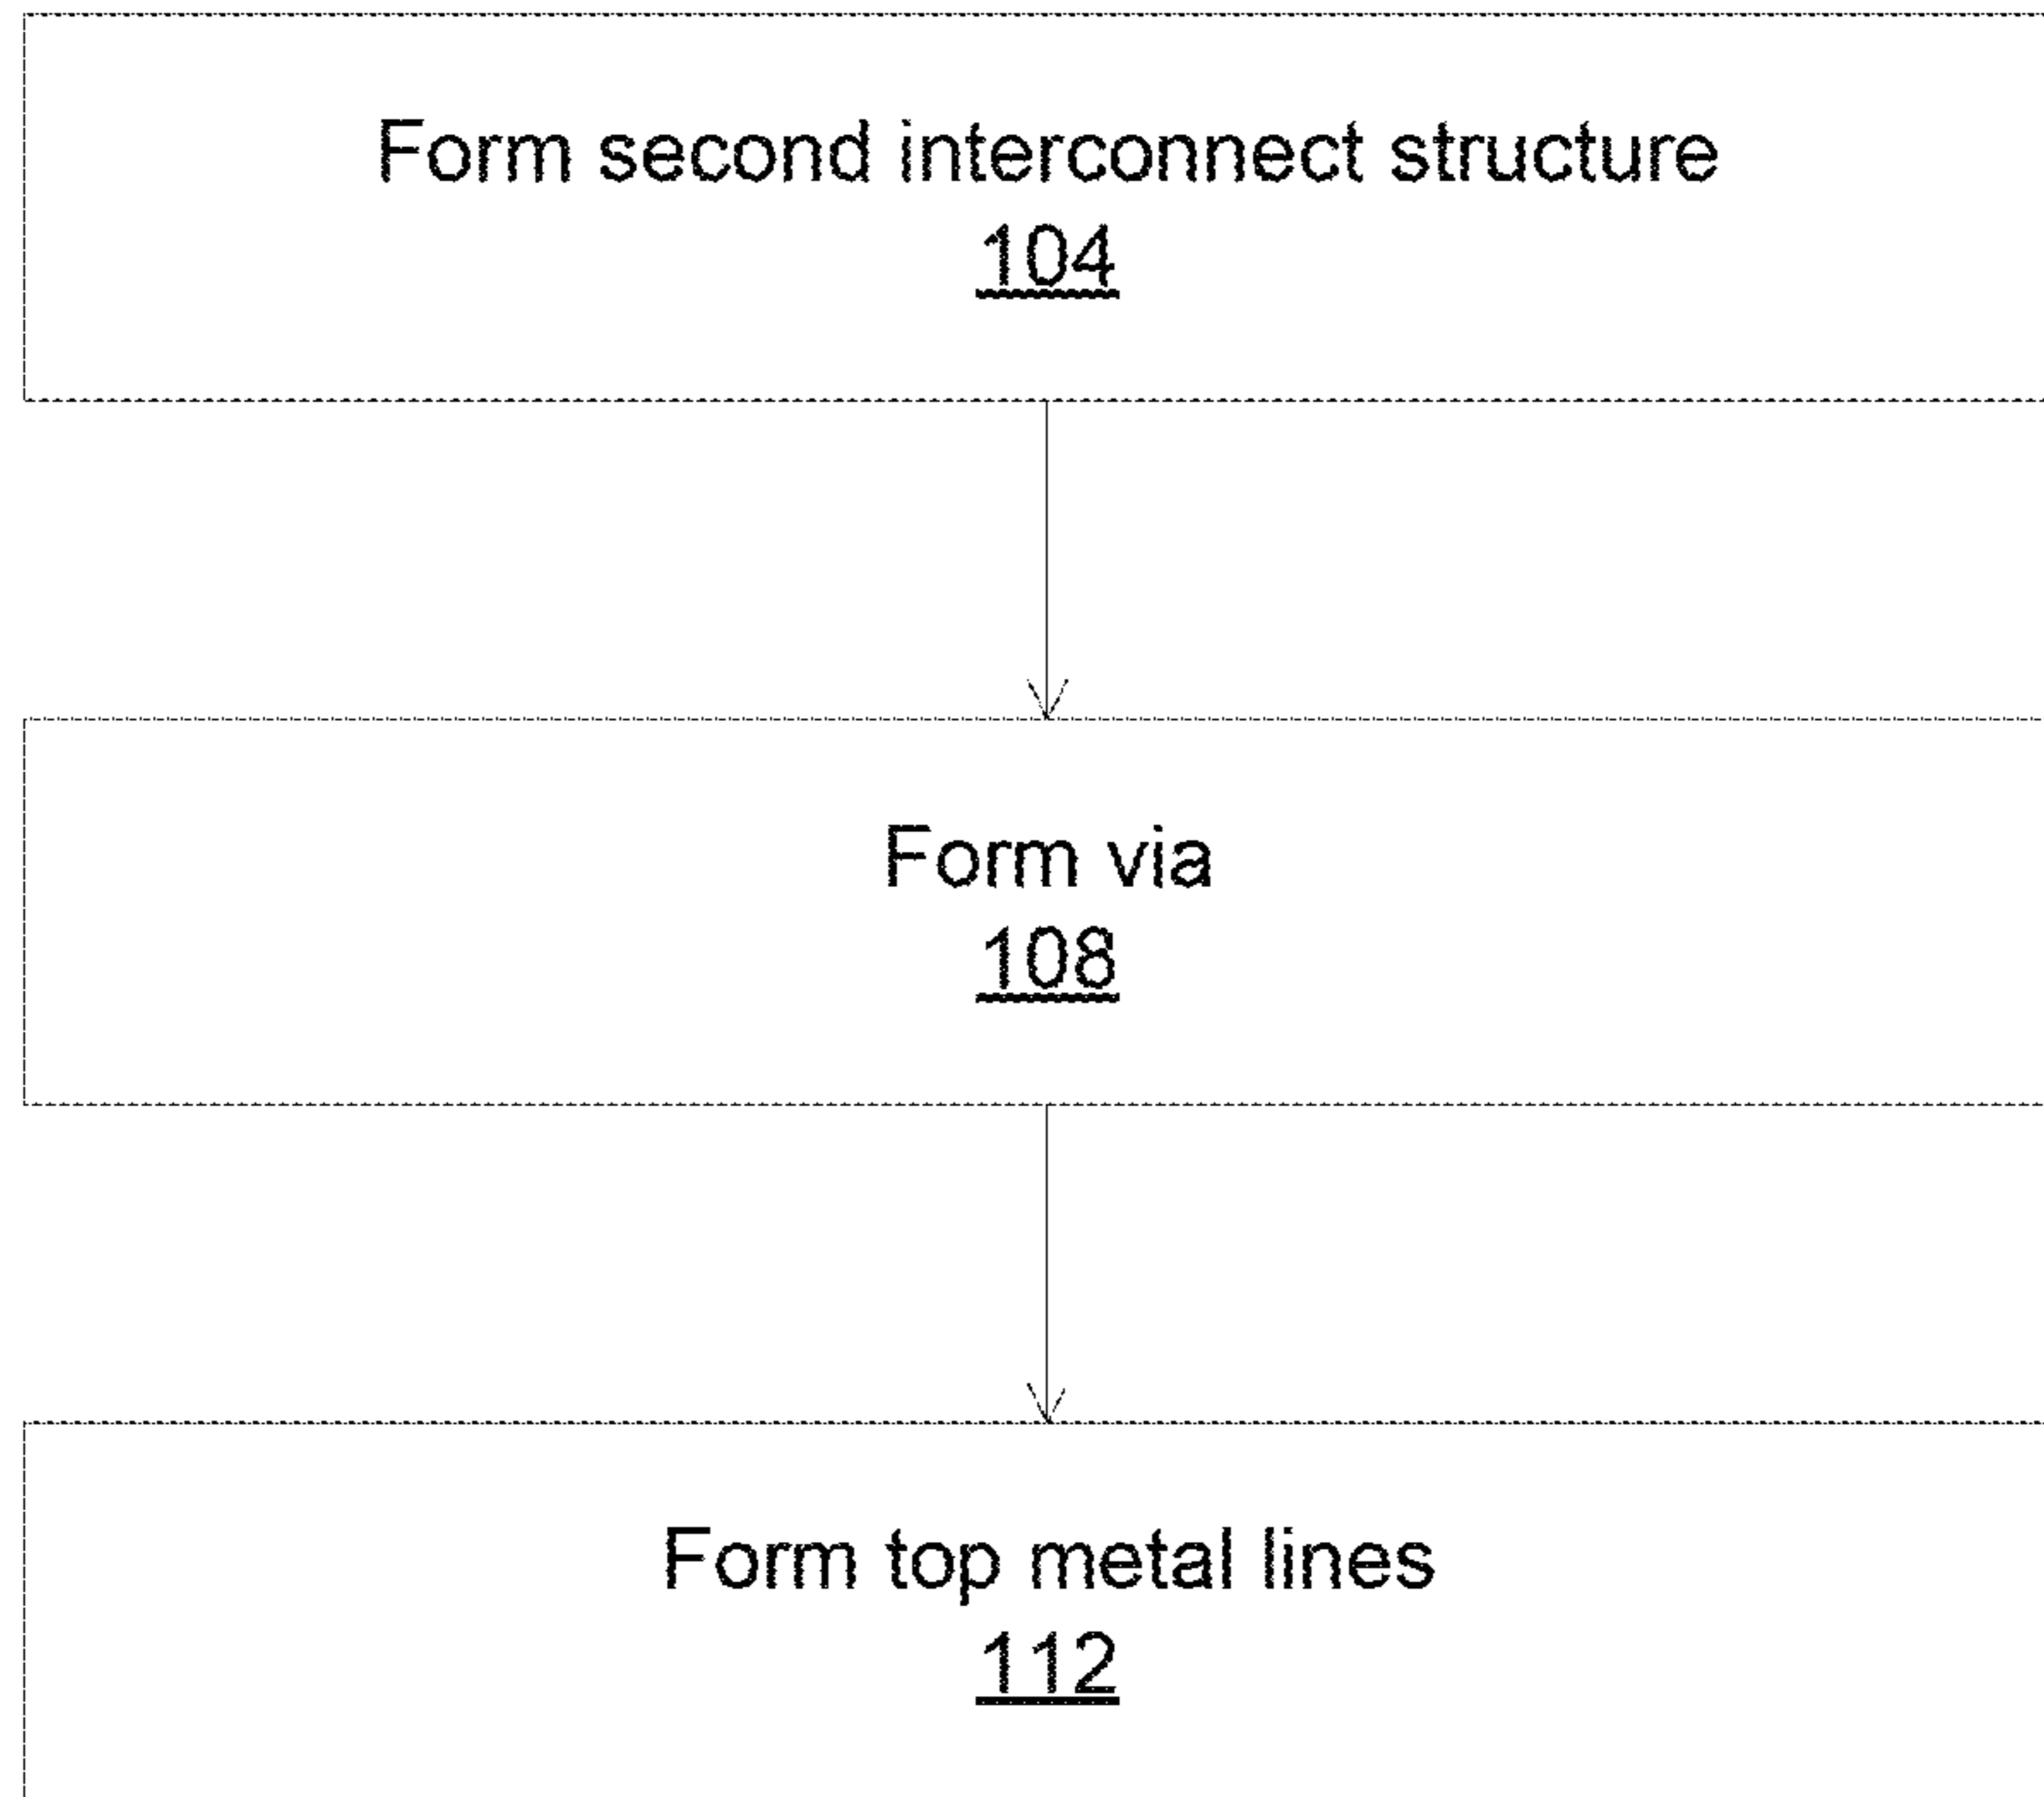 Form second interconnect structure
104
Form via
108
Form top metal lines
112